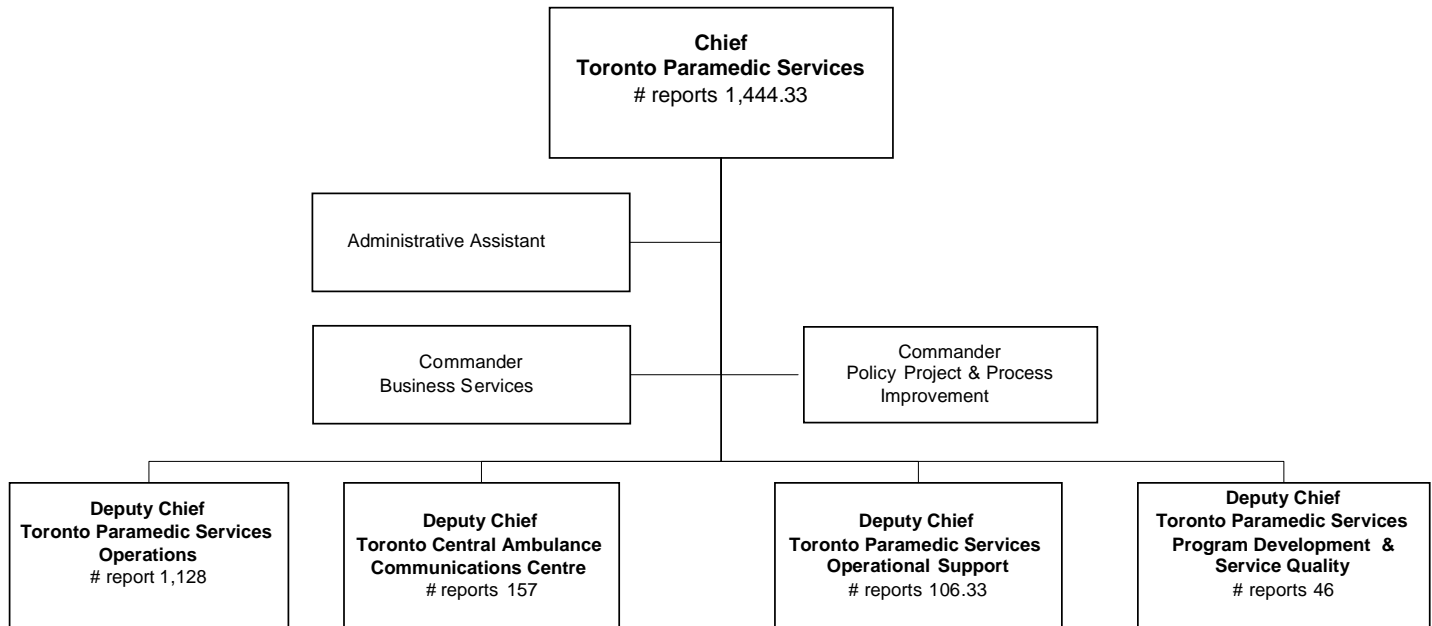 Chief
Toronto Paramedic Services
# reports 1,444.33
Administrative Assistant
Commander
Business Services
Commander
Policy Project & Process
Improvement
Deputy Chief
Toronto Paramedic Services
Operations
# report 1,128
Deputy Chief
Toronto Central Ambulance
Communications Centre
# reports 157
Deputy Chief
Toronto Paramedic Services
Operational Support
# reports 106.33
Deputy Chief
Toronto Paramedic Services
Program Development &
Service Quality
# reports 46